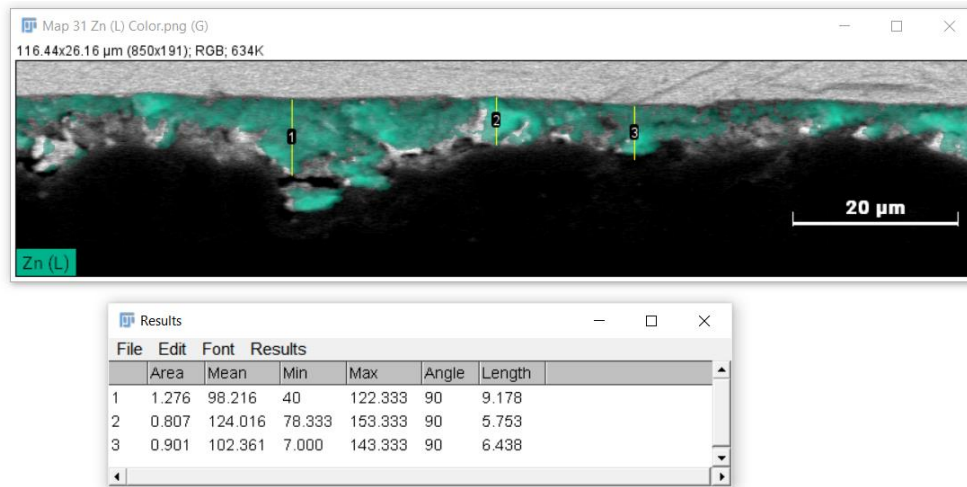 Map 31 Zn (L) Color.png (G)
116.44x26.16 µm (850x191); RGB; 634K
1
2
3
20 µm
Zn (L)
Results
File Edit Font Results
Area Mean Min Max Angle Length
1 1.276 98.216 40 122.333 90 9.178
2 0.807 124.016 78.333 153.333 90 5.753
3 0.901 102.361 7.000 143.333 90 6.438